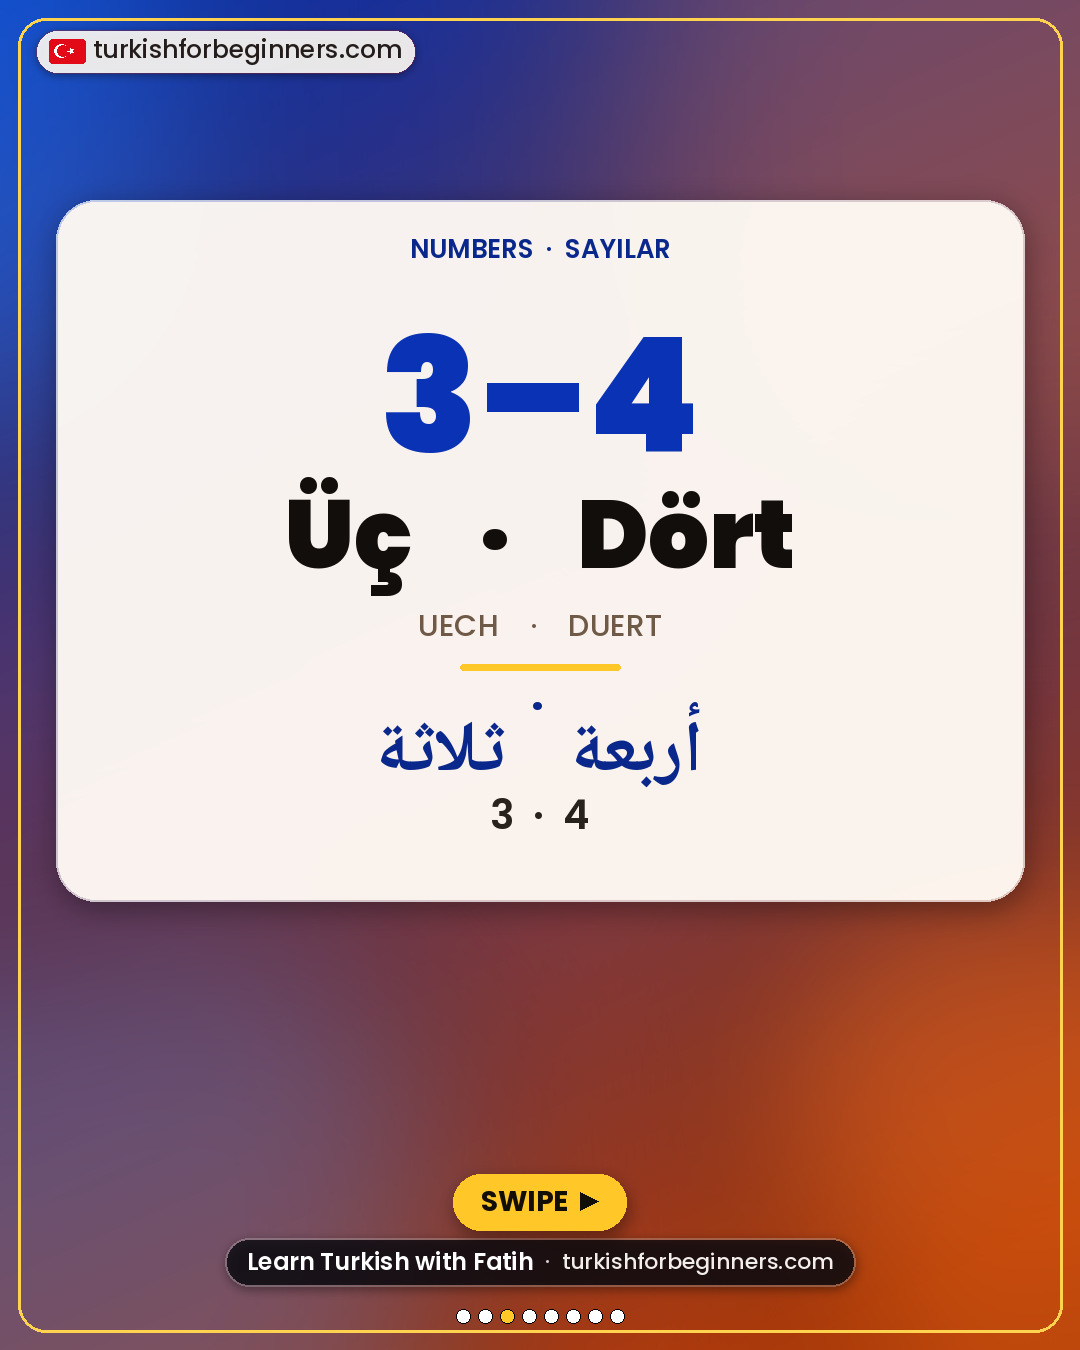 turkishforbeginners.com
NUMBERS · SAYILAR
3–4
Üç · Dört
UECH · DUERT
ثلاثة · أربعة
3 · 4
SWIPE ▶
Learn Turkish with Fatih · turkishforbeginners.com